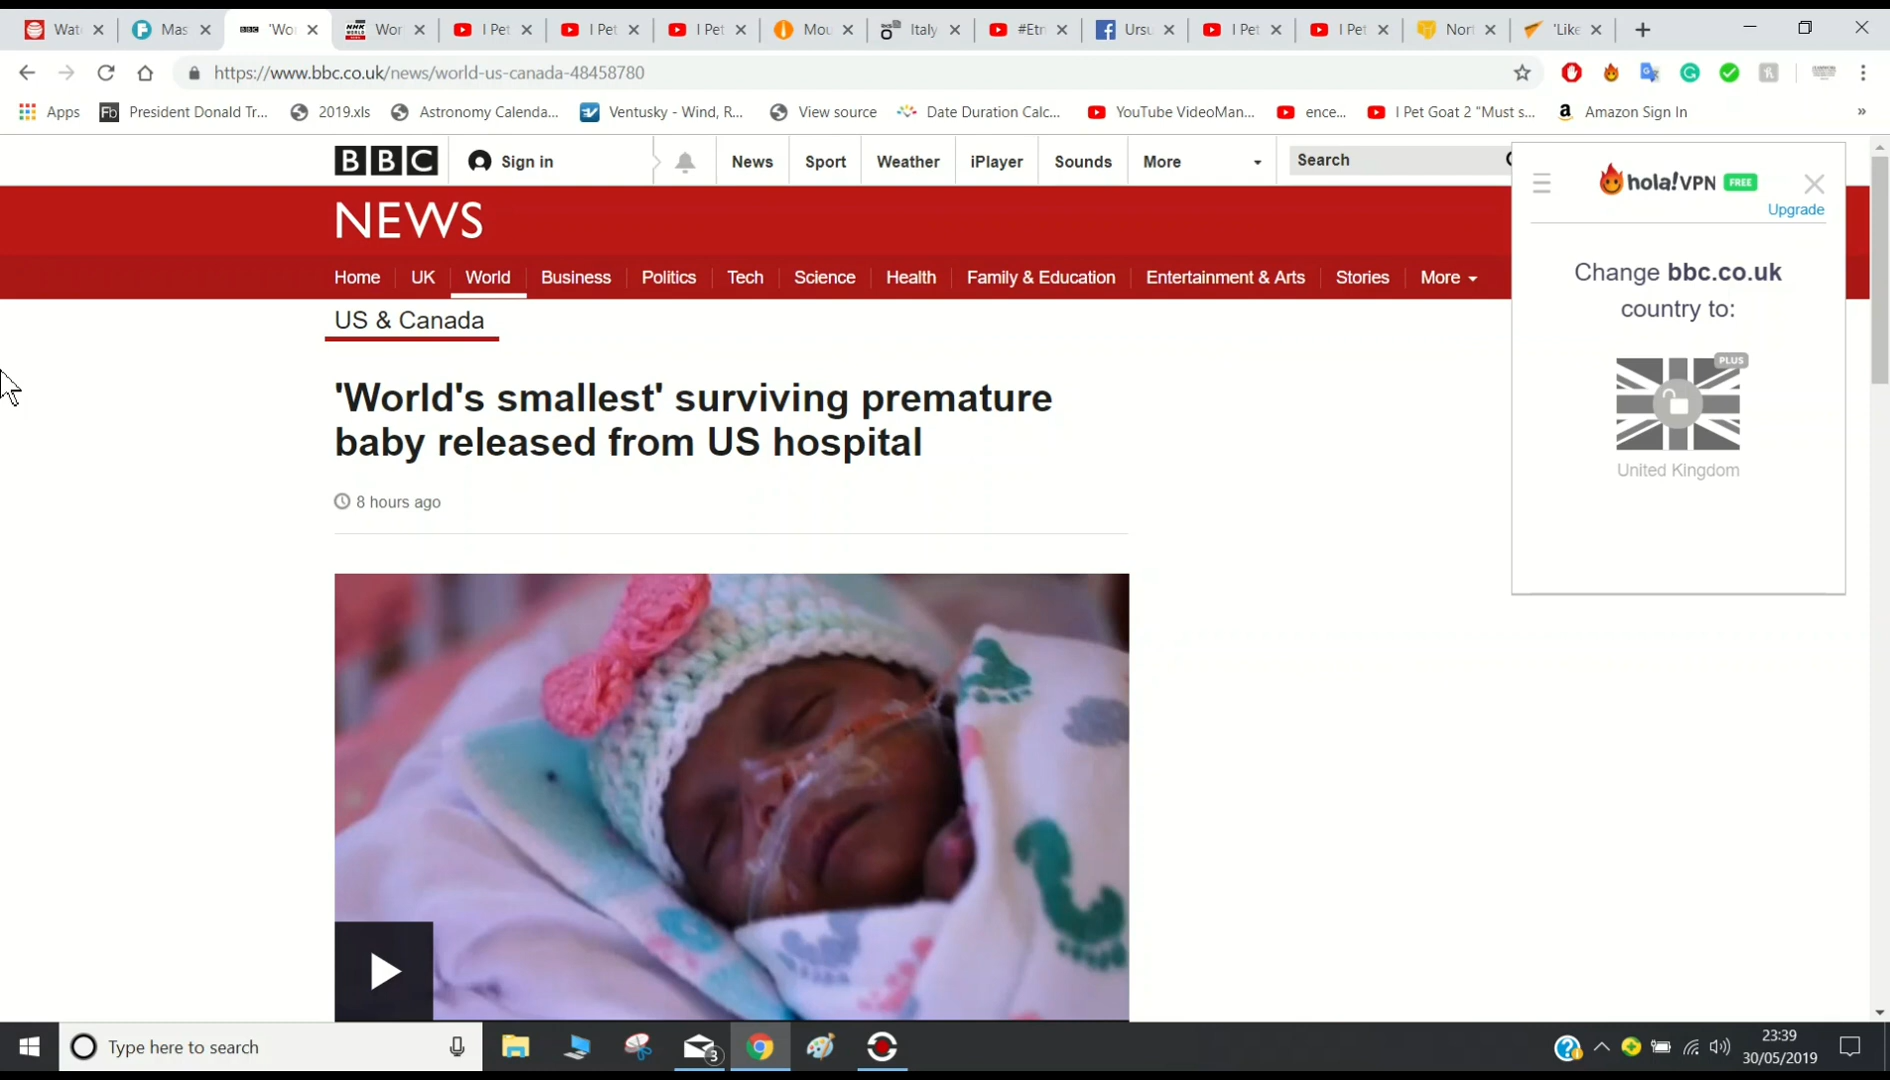 Wat
Mas
'Wor
Wor
I Pet
I Pet
I Pet
Mou
Italy
#Etn
Ursu
I Pet
I Pet
Nort
'Like
https://www.bbc.co.uk/news/world-us-canada-48458780
Apps
President Donald Tr...
2019.xls
Astronomy Calenda...
Ventusky - Wind, R...
View source
Date Duration Calc...
YouTube VideoMan...
ence...
I Pet Goat 2 "Must s...
Amazon Sign In
BBC
Sign in
News
Sport
Weather
iPlayer
Sounds
More
Search
NEWS
Home
UK
World
Business
Politics
Tech
Science
Health
Family & Education
Entertainment & Arts
Stories
More
US & Canada
'World's smallest' surviving premature
baby released from US hospital
8 hours ago
hola!VPN FREE
Upgrade
Change bbc.co.uk
country to:
PLUS
United Kingdom
Type here to search
3
23:39
30/05/2019